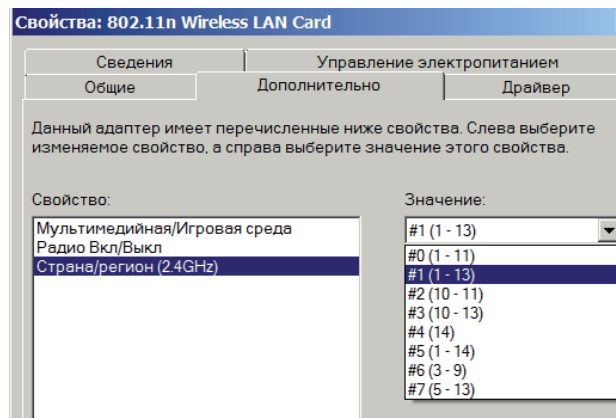 Свойства: 802.11n Wireless LAN Card
Сведения
Управление электропитанием
Общие
Дополнительно
Драйвер
Данный адаптер имеет перечисленные ниже свойства. Слева выберите
изменяемое свойство, а справа выберите значение этого свойства.
Свойство:
Значение:
Мультимедийная/Игровая среда
Радио Вкл/Выкл
Страна/регион (2.4GHz)
#1 (1 - 13)
#0 (1 - 11)
#1 (1 - 13)
#2 (10 - 11)
#3 (10 - 13)
#4 (14)
#5 (1 - 14)
#6 (3 - 9)
#7 (5 - 13)